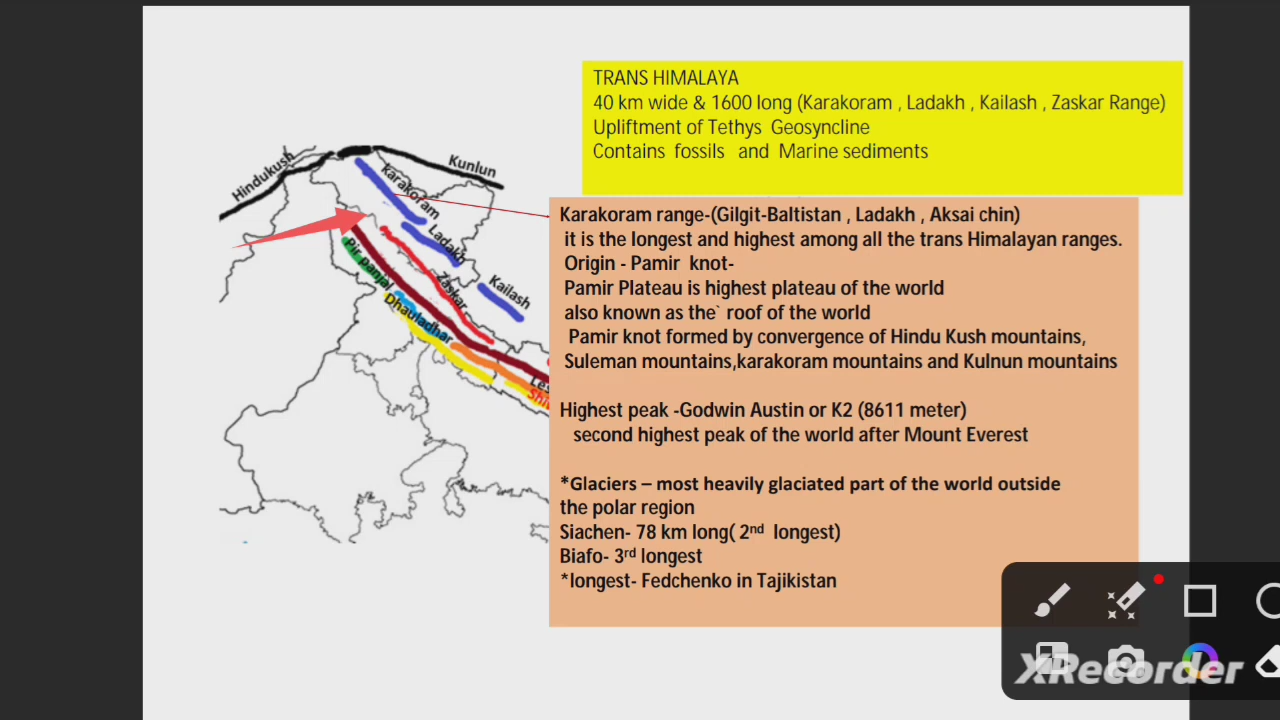 TRANS HIMALAYA
40 km wide & 1600 long (Karakoram , Ladakh , Kailash , Zaskar Range)
Upliftment of Tethys Geosyncline
Contains fossils and Marine sediments
Hindukush
Kunlun
karakoram
Ladakh
Kailash
Zaskar
Pir panjal
Dhauladhar
Les
Shi
Karakoram range-(Gilgit-Baltistan , Ladakh , Aksai chin)
it is the longest and highest among all the trans Himalayan ranges.
Origin - Pamir knot-
Pamir Plateau is highest plateau of the world
also known as the` roof of the world
Pamir knot formed by convergence of Hindu Kush mountains,
Suleman mountains,karakoram mountains and Kulnun mountains
Highest peak -Godwin Austin or K2 (8611 meter)
second highest peak of the world after Mount Everest
*Glaciers – most heavily glaciated part of the world outside
the polar region
Siachen- 78 km long( 2nd longest)
Biafo- 3rd longest
*longest- Fedchenko in Tajikistan
XRecorder